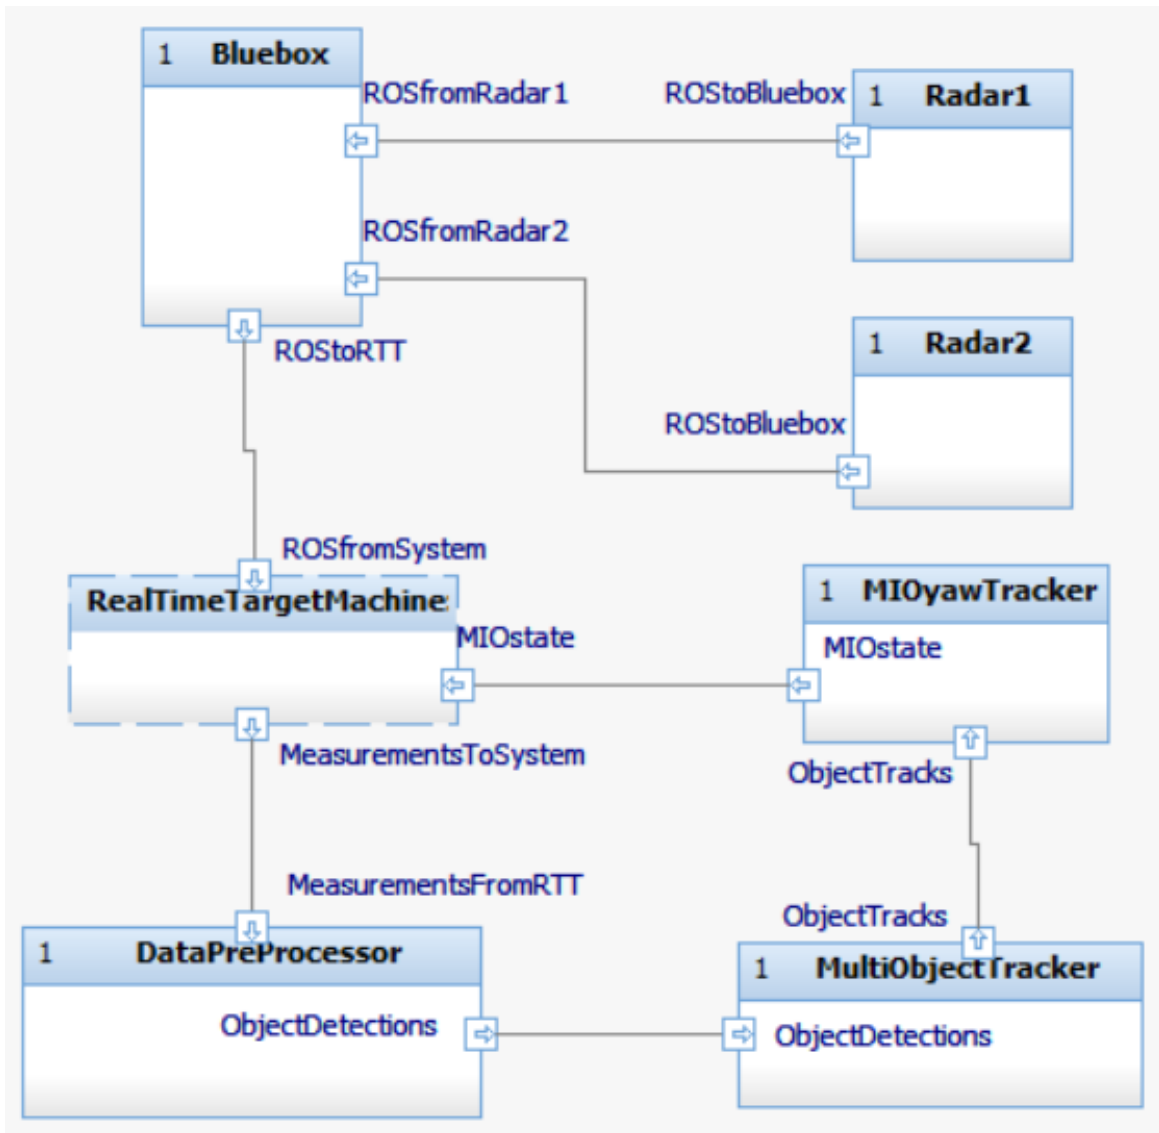 1 Bluebox
ROSfromRadar1
ROStoBluebox
1 Radar1
ROSfromRadar2
ROStoRTT
1 Radar2
ROStoBluebox
ROSfromSystem
RealTimeTargetMachine
MIOstate
1 MIOyawTracker
MIOstate
MeasurementsToSystem
ObjectTracks
MeasurementsFromRTT
ObjectTracks
1 DataPreProcessor
ObjectDetections
1 MultiObjectTracker
ObjectDetections